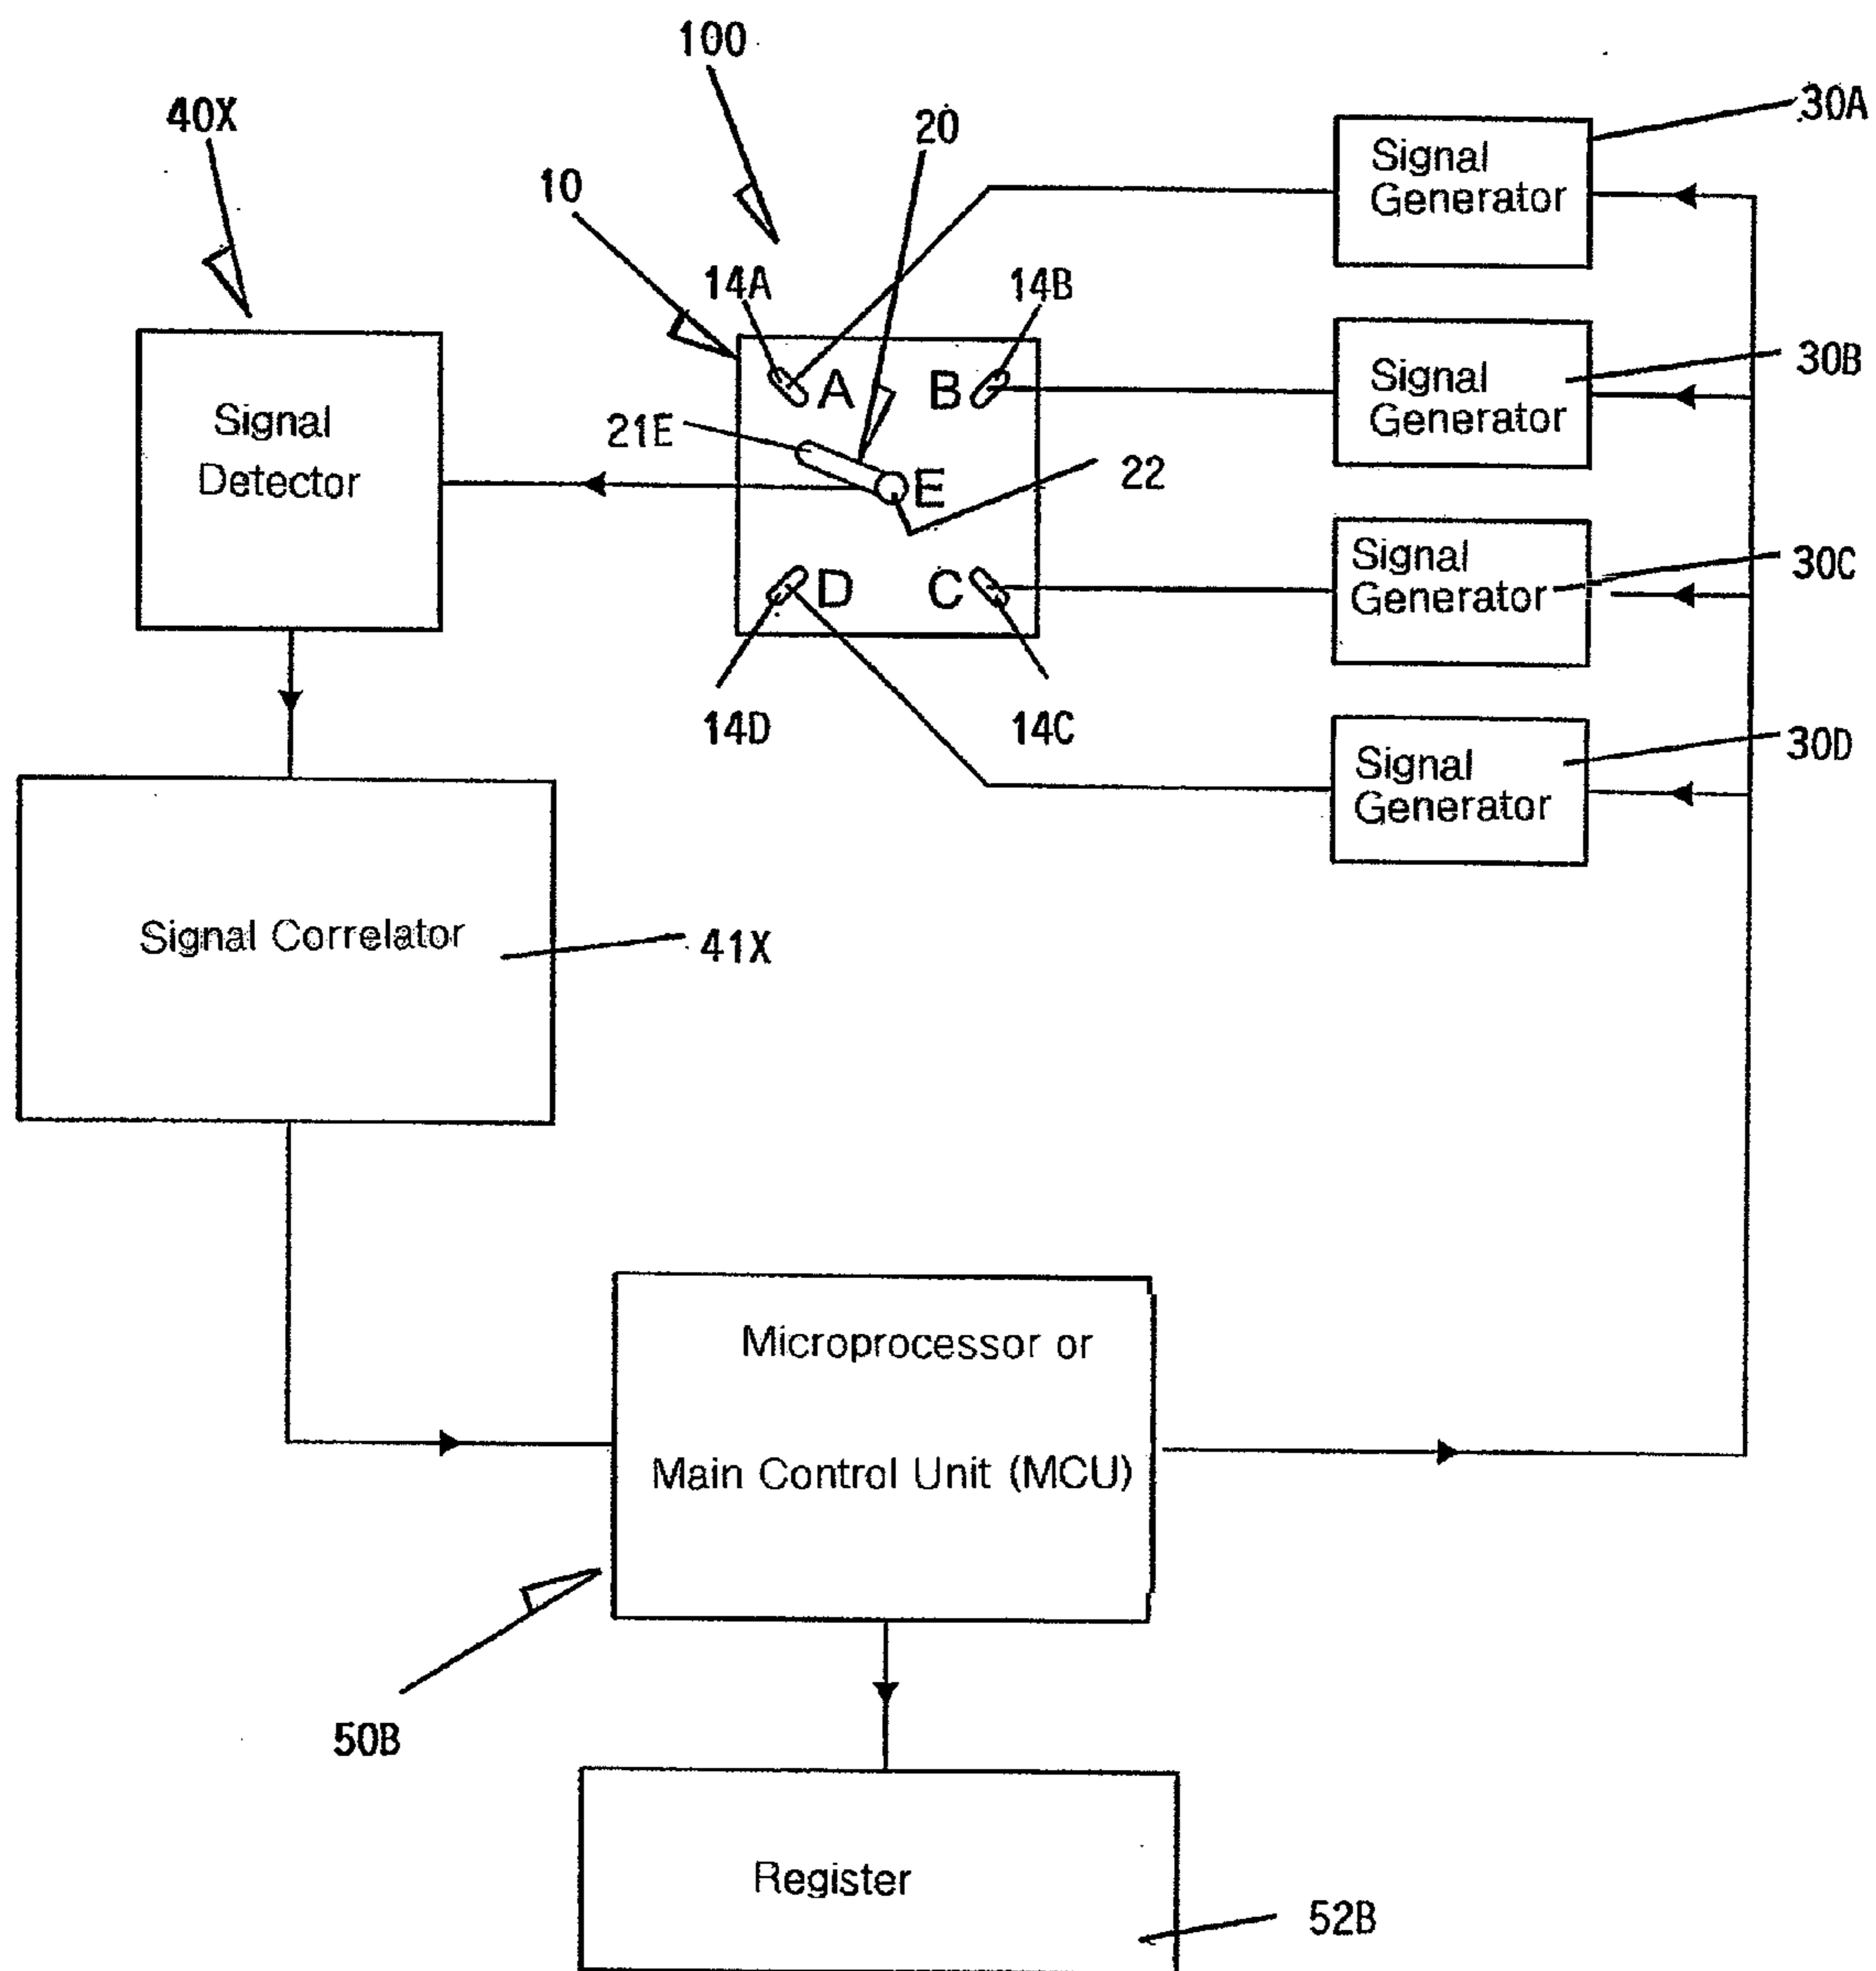 100
40X
20
30A
10
Signal
Generator
14A
14B
30B
Signal
Generator
A
B
Signal
Detector
21E
E
22
30C
Signal
Generator
D
C
14D
14C
30D
Signal
Generator
Signal Correlator
41X
Microprocessor or
Main Control Unit (MCU)
50B
Register
52B